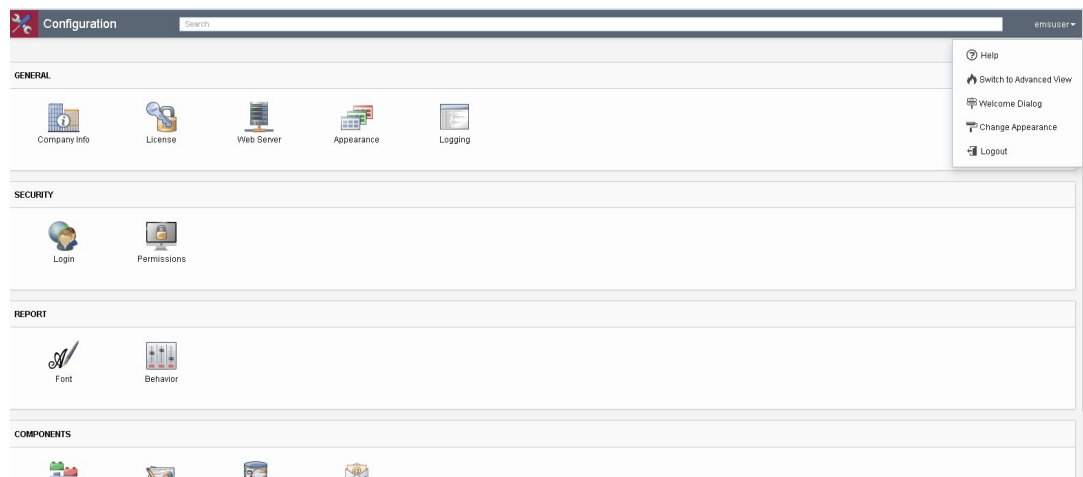 Configuration
Search
emsuser
Help
Switch to Advanced View
Welcome Dialog
Change Appearance
Logout
GENERAL
Company Info
License
Web Server
Appearance
Logging
SECURITY
Login
Permissions
REPORT
Font
Behavior
COMPONENTS